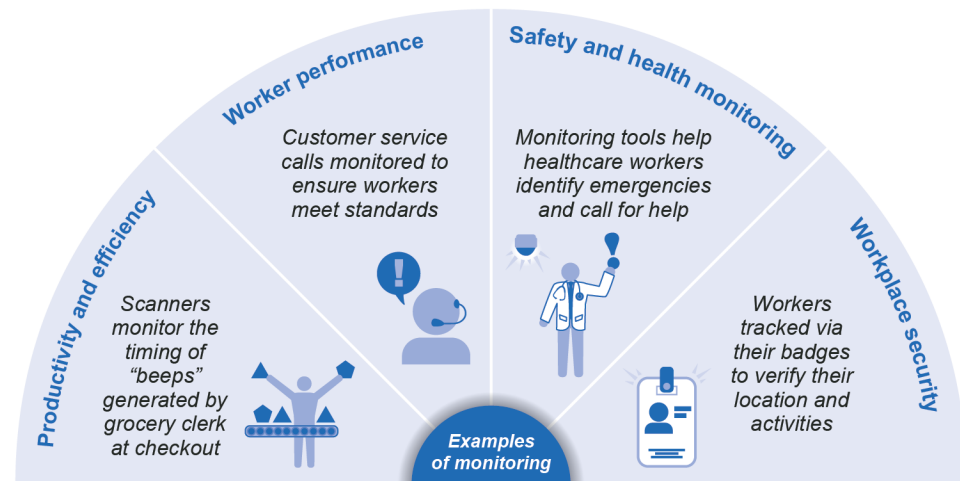 Productivity and efficiency
Scanners
monitor the
timing of
“beeps”
generated by
grocery clerk
at checkout
Worker performance
Customer service
calls monitored to
ensure workers
meet standards
Safety and health monitoring
Monitoring tools help
healthcare workers
identify emergencies
and call for help
Workplace security
Workers
tracked via
their badges
to verify their
location and
activities
Examples
of monitoring